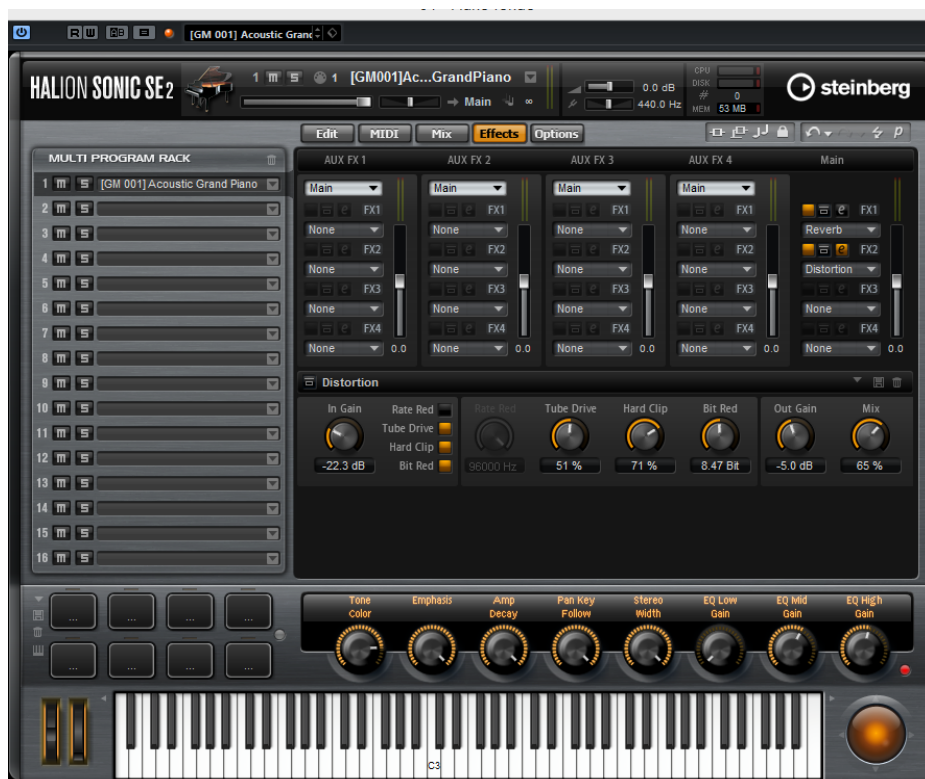 [GM 001] Acoustic Grand
HALION SONIC SE2
1 m S 1 [GM001]Ac...GrandPiano
Main ∞
0.0 dB
440.0 Hz
CPU
DISK
# 0
MEM 53 MB
steinberg
Edit MIDI Mix Effects Options
MULTI PROGRAM RACK
1 m S [GM 001] Acoustic Grand Piano
2 m S
3 m S
4 m S
5 m S
6 m S
7 m S
8 m S
9 m S
10 m S
11 m S
12 m S
13 m S
14 m S
15 m S
16 m S
AUX FX 1 AUX FX 2 AUX FX 3 AUX FX 4 Main
Main Main Main Main
e FX1 e FX1 e FX1 e FX1 e FX1
None None None None Reverb
e FX2 e FX2 e FX2 e FX2 e FX2
None None None None Distortion
e FX3 e FX3 e FX3 e FX3 e FX3
None None None None None
e FX4 e FX4 e FX4 e FX4 e FX4
None 0.0 None 0.0 None 0.0 None 0.0 None 0.0
Distortion
In Gain Rate Red Rate Red Tube Drive Hard Clip Bit Red Out Gain Mix
Tube Drive
Hard Clip
-22.3 dB Bit Red 96000 Hz 51 % 71 % 8.47 Bit -5.0 dB 65 %
Tone Color Emphasis Amp Decay Pan Key Follow Stereo Width EQ Low Gain EQ Mid Gain EQ High Gain
... ... ... ...
... ... ... ...
C3